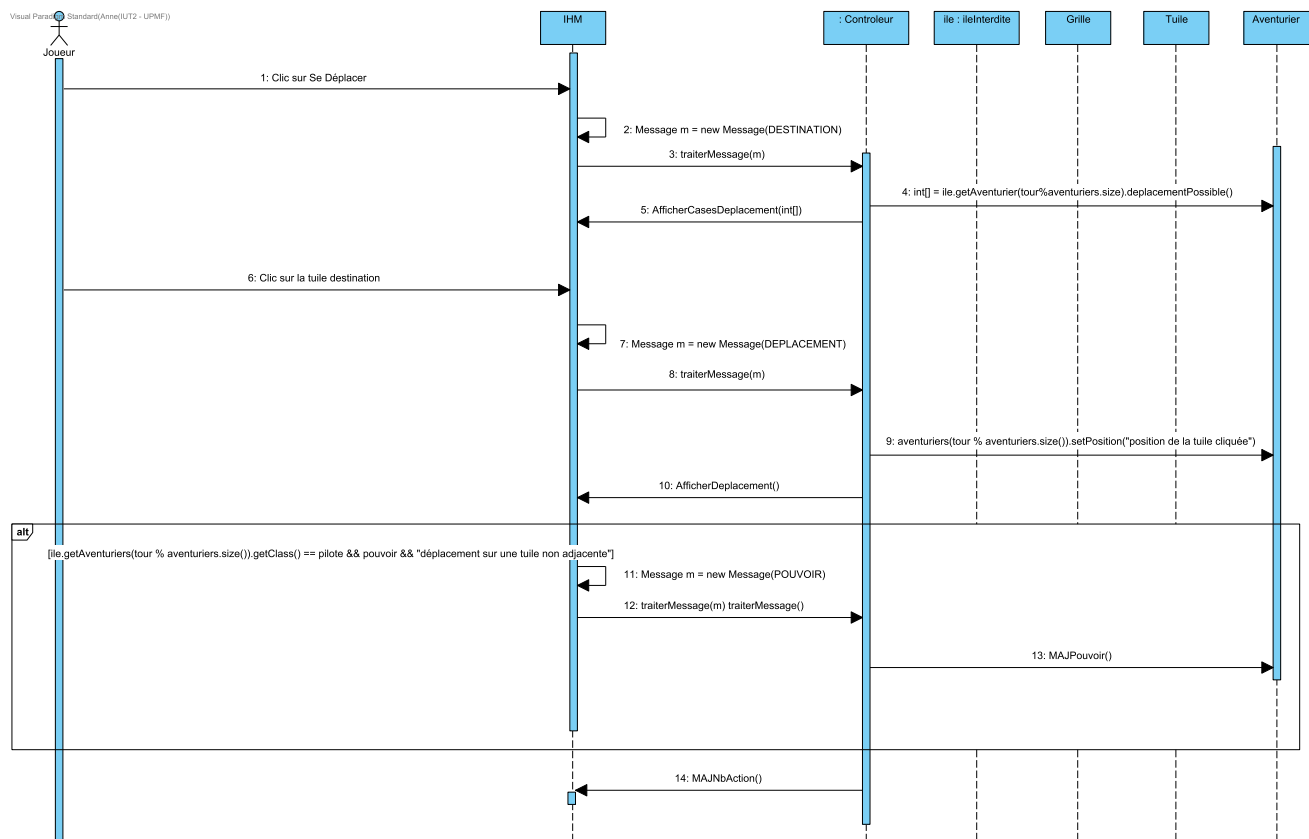 Visual Paradigm Standard(Anne(IUT2 - UPMF))
Joueur
IHM
: Controleur
ile : ileInterdite
Grille
Tuile
Aventurier
1: Clic sur Se Déplacer
2: Message m = new Message(DESTINATION)
3: traiterMessage(m)
4: int[] = ile.getAventurier(tour%aventuriers.size).deplacementPossible()
5: AfficherCasesDeplacement(int[])
6: Clic sur la tuile destination
7: Message m = new Message(DEPLACEMENT)
8: traiterMessage(m)
9: aventuriers(tour % aventuriers.size()).setPosition("position de la tuile cliquée")
10: AfficherDeplacement()
alt
[ile.getAventuriers(tour % aventuriers.size()).getClass() == pilote && pouvoir && "déplacement sur une tuile non adjacente"]
11: Message m = new Message(POUVOIR)
12: traiterMessage(m) traiterMessage()
13: MAJPouvoir()
14: MAJNbAction()